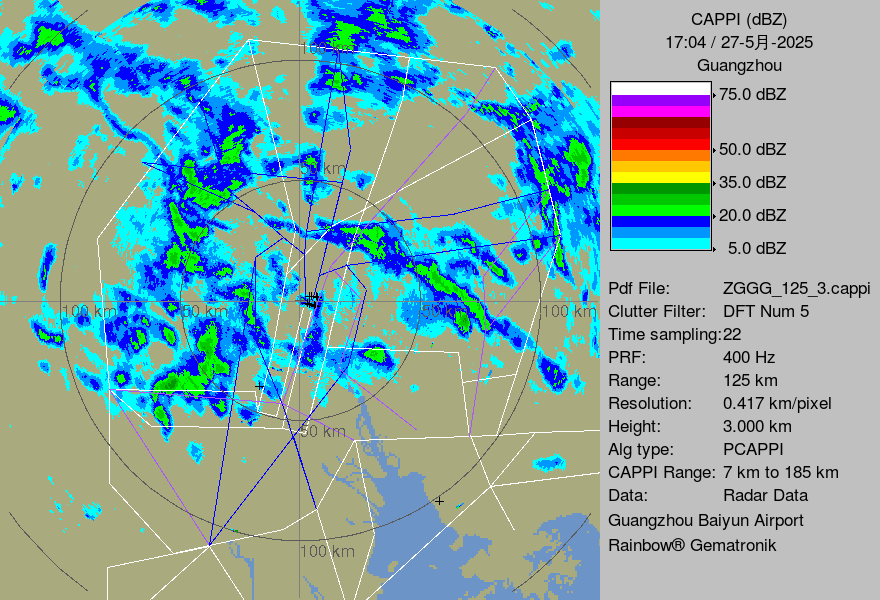 CAPPI (dBZ)
17:04 / 27-5月-2025
Guangzhou
75.0 dBZ
50.0 dBZ
35.0 dBZ
20.0 dBZ
5.0 dBZ
Pdf File: ZGGG_125_3.cappi
Clutter Filter: DFT Num 5
Time sampling:22
PRF: 400 Hz
Range: 125 km
Resolution: 0.417 km/pixel
Height: 3.000 km
Alg type: PCAPPI
CAPPI Range: 7 km to 185 km
Data: Radar Data
Guangzhou Baiyun Airport
Rainbow® Gematronik
100 km
50 km
100 km
50 km
50 km
100 km
50 km
100 km